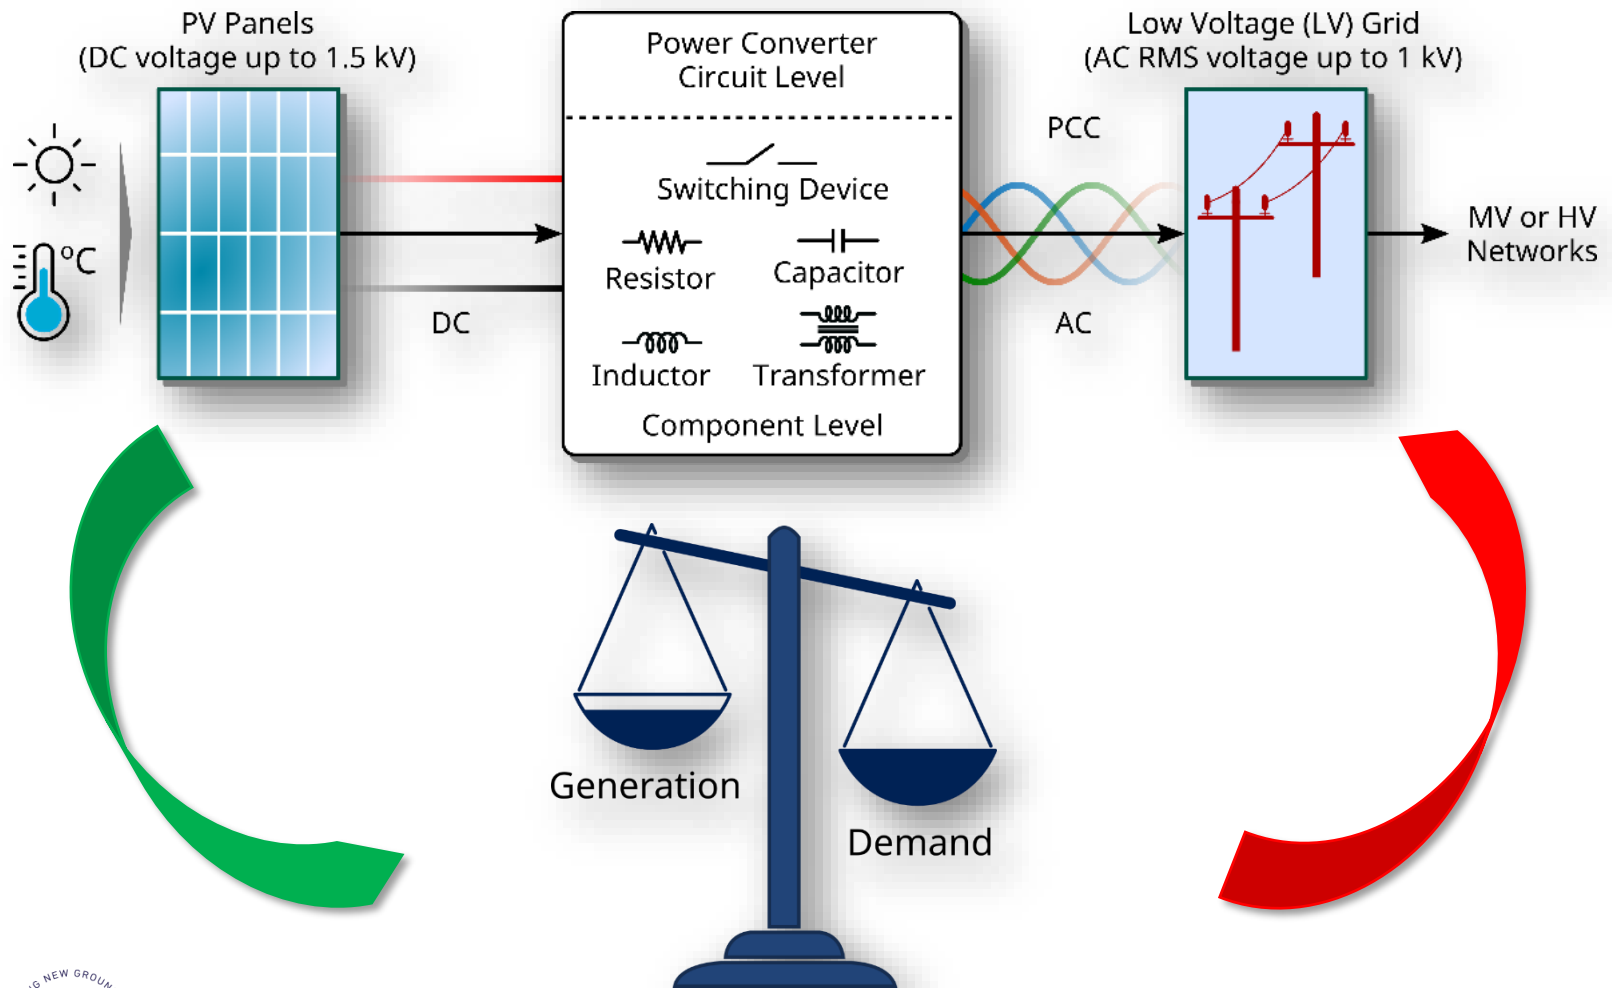 PV Panels
(DC voltage up to 1.5 kV)
Power Converter
Circuit Level
Low Voltage (LV) Grid
(AC RMS voltage up to 1 kV)
PCC
Switching Device
°C
Resistor
Capacitor
MV or HV
Networks
DC
AC
Inductor
Transformer
Component Level
Generation
Demand
NEW